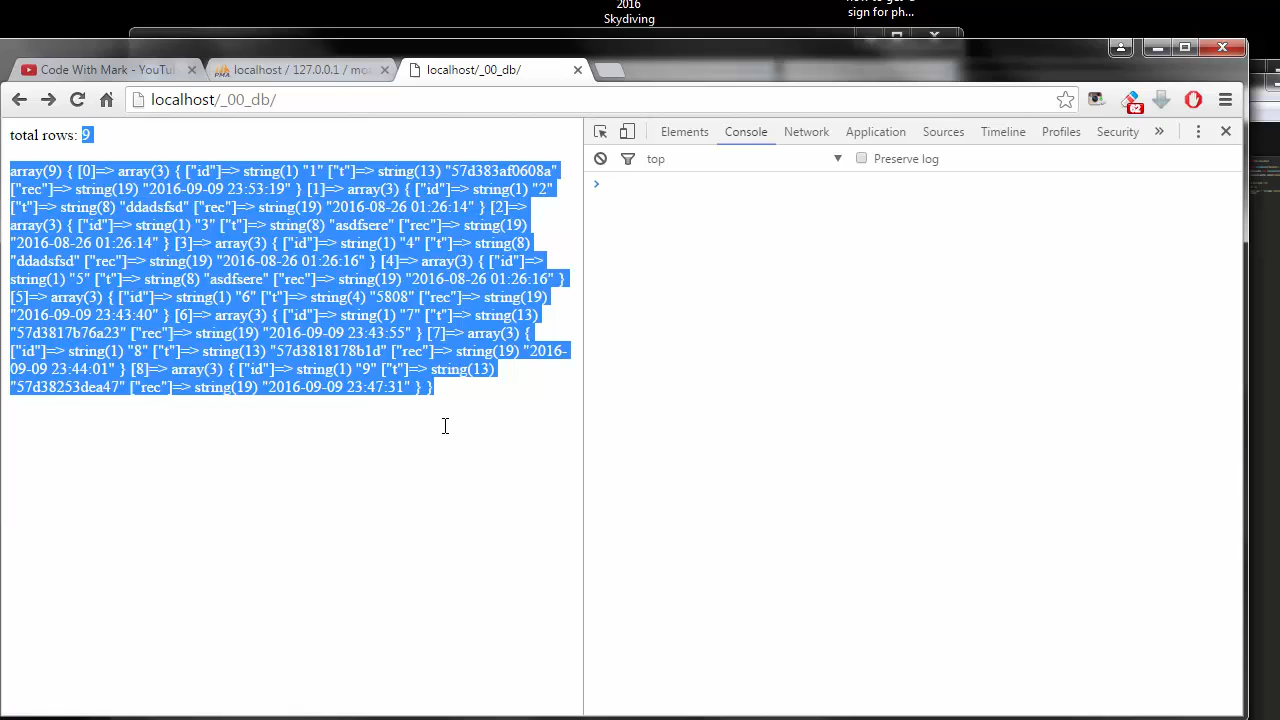 2016
Skydiving
sign for ph...
Code With Mark - YouTu
localhost / 127.0.0.1 / mo
localhost/_00_db/
localhost/_00_db/
62
total rows: 9
array(9) { [0]=> array(3) { ["id"]=> string(1) "1" ["t"]=> string(13) "57d383af0608a"
["rec"]=> string(19) "2016-09-09 23:53:19" } [1]=> array(3) { ["id"]=> string(1) "2"
["t"]=> string(8) "ddadsfsd" ["rec"]=> string(19) "2016-08-26 01:26:14" } [2]=>
array(3) { ["id"]=> string(1) "3" ["t"]=> string(8) "asdfsere" ["rec"]=> string(19)
"2016-08-26 01:26:14" } [3]=> array(3) { ["id"]=> string(1) "4" ["t"]=> string(8)
"ddadsfsd" ["rec"]=> string(19) "2016-08-26 01:26:16" } [4]=> array(3) { ["id"]=>
string(1) "5" ["t"]=> string(8) "asdfsere" ["rec"]=> string(19) "2016-08-26 01:26:16" }
[5]=> array(3) { ["id"]=> string(1) "6" ["t"]=> string(4) "5808" ["rec"]=> string(19)
"2016-09-09 23:43:40" } [6]=> array(3) { ["id"]=> string(1) "7" ["t"]=> string(13)
"57d3817b76a23" ["rec"]=> string(19) "2016-09-09 23:43:55" } [7]=> array(3) {
["id"]=> string(1) "8" ["t"]=> string(13) "57d3818178b1d" ["rec"]=> string(19) "2016-
09-09 23:44:01" } [8]=> array(3) { ["id"]=> string(1) "9" ["t"]=> string(13)
"57d38253dea47" ["rec"]=> string(19) "2016-09-09 23:47:31" } }
Elements Console Network Application Sources Timeline Profiles Security »
top Preserve log